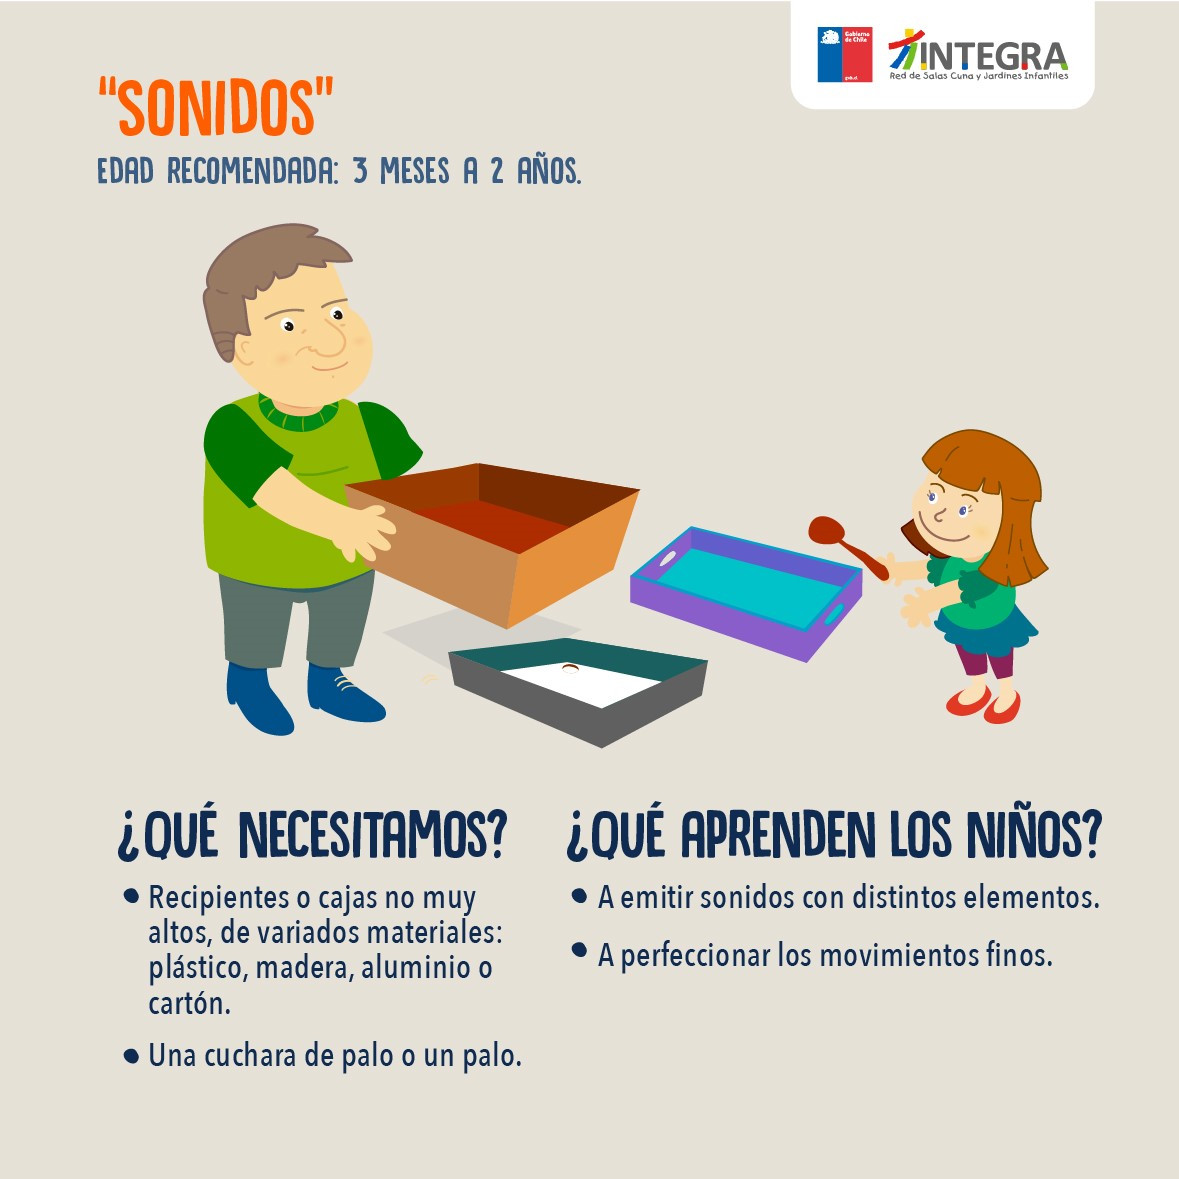 Gobierno
de Chile
gob.cl
INTEGRA
Red de Salas Cuna y Jardines Infantiles
“SONIDOS”
EDAD RECOMENDADA: 3 MESES A 2 AÑOS.
¿QUÉ NECESITAMOS?
• Recipientes o cajas no muy
altos, de variados materiales:
plástico, madera, aluminio o
cartón.
• Una cuchara de palo o un palo.
¿QUÉ APRENDEN LOS NIÑOS?
• A emitir sonidos con distintos elementos.
• A perfeccionar los movimientos finos.